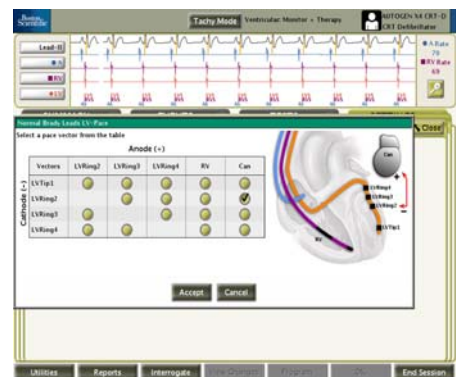 Boston
Scientific
Tachy Mode Ventricular: Monitor + Therapy
AUTOGEN X4 CRT-D
CRT Defibrillator
Lead-II
A
RV
LV
A Rate
79
RV Rate
69
Close
Normal Brady Leads LV-Pace
Select a pace vector from the table
Anode (+)
Cathode (-)
Vectors LVRing2 LVRing3 LVRing4 RV Can
LVTip1
LVRing2
LVRing3
LVRing4
Can
+
LVRing4
LVRing3
LVRing2
-
LVTip1
RV
Accept Cancel
Utilities Reports Interrogate View Changes Program End Session